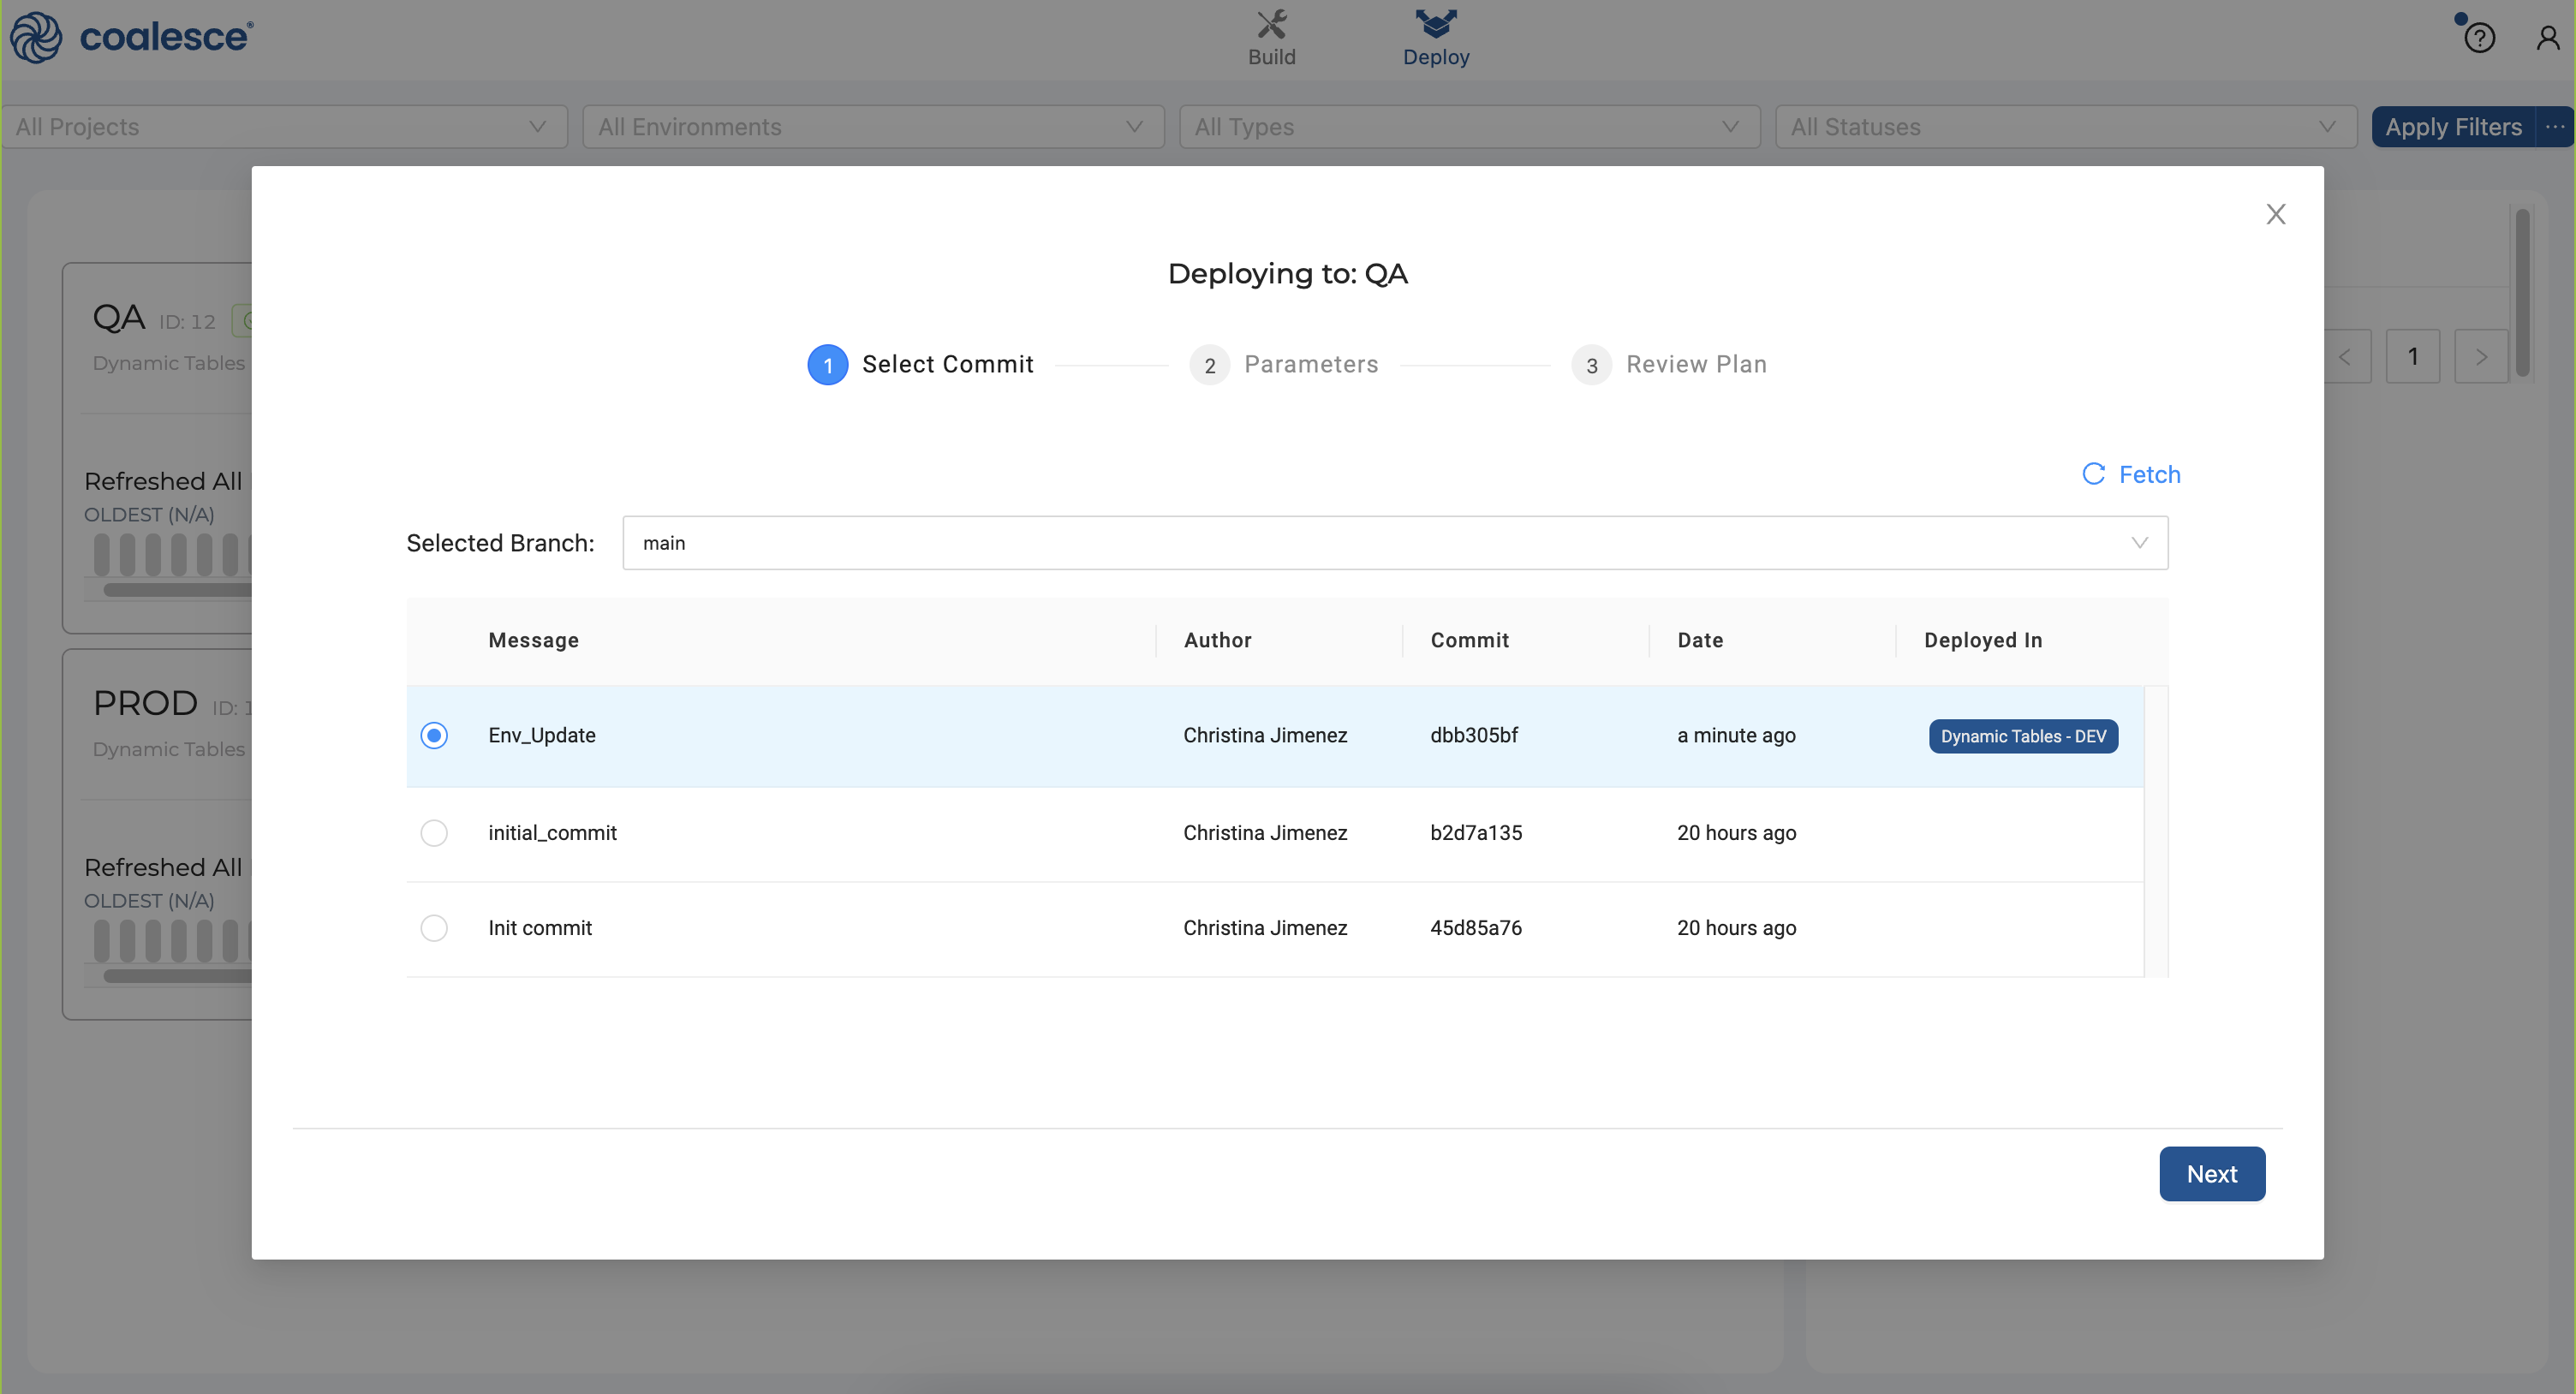 coalesce®
Build
Deploy
All Projects
All Environments
All Types
All Statuses
Apply Filters
QA ID: 12
Dynamic Tables
Refreshed All
OLDEST (N/A)
PROD ID: 1
Dynamic Tables
Refreshed All
OLDEST (N/A)
1
Deploying to: QA
1 Select Commit
2 Parameters
3 Review Plan
Fetch
Selected Branch: main
Message Author Commit Date Deployed In
Env_Update Christina Jimenez dbb305bf a minute ago Dynamic Tables - DEV
initial_commit Christina Jimenez b2d7a135 20 hours ago
Init commit Christina Jimenez 45d85a76 20 hours ago
Next